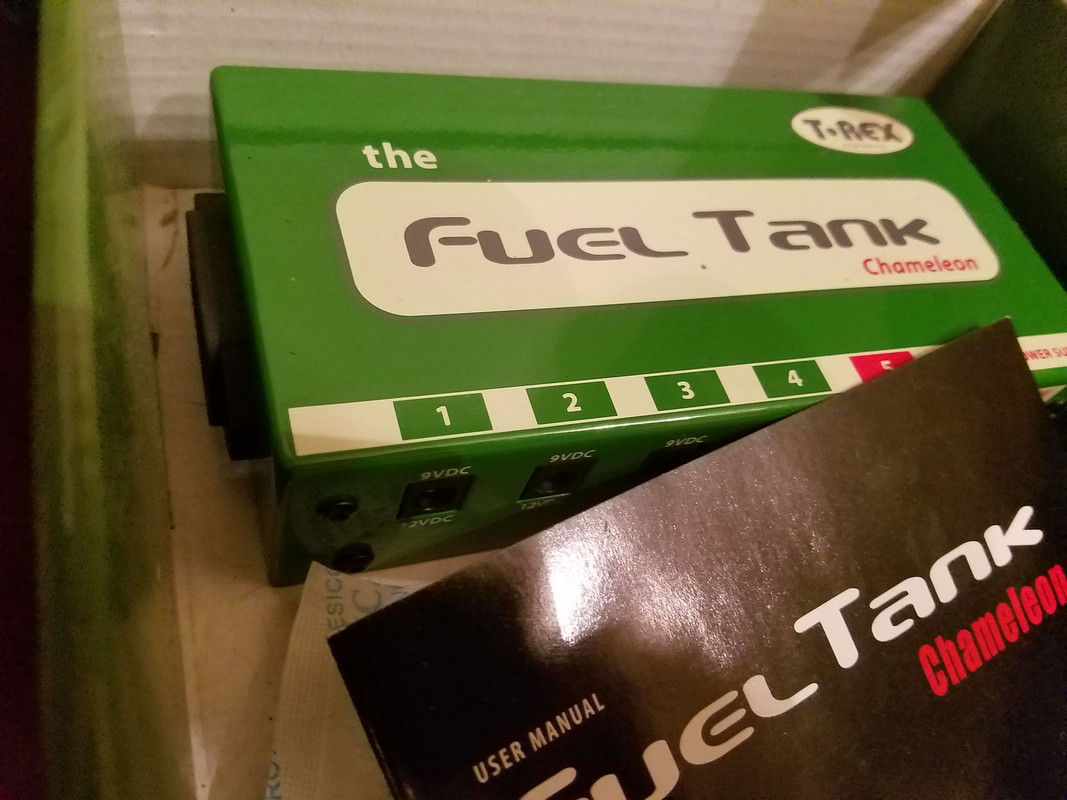 T·REX
the
Fuel Tank
Chameleon
1 2 3 4 5
9VDC 9VDC 9VDC
12VDC
USER MANUAL
Fuel Tank
Chameleon